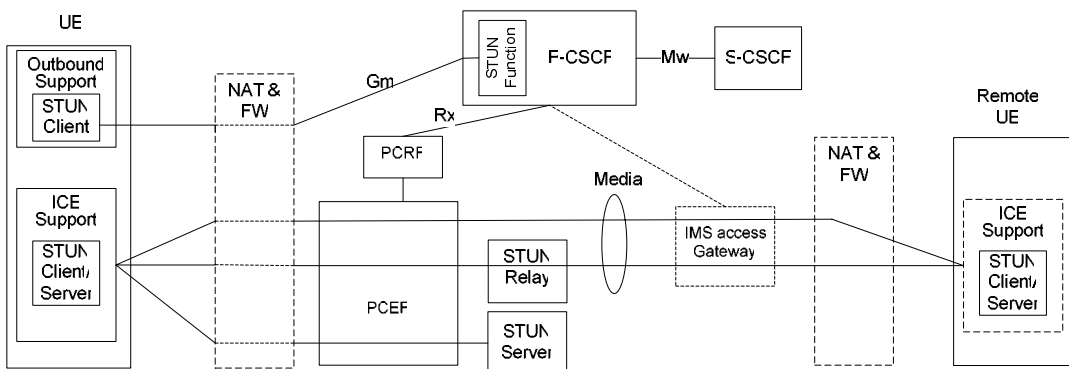 UE
Outbound
Support
STUN
Client
NAT &
FW
Gm
STUN
Function
P-CSCF
Mw
S-CSCF
Rx
PCRF
Remote
UE
NAT &
FW
Media
ICE
Support
STUN
Client/
Server
PCEF
STUN
Relay
STUN
Server
IMS access
Gateway
ICE
Support
STUN
Client/
Server